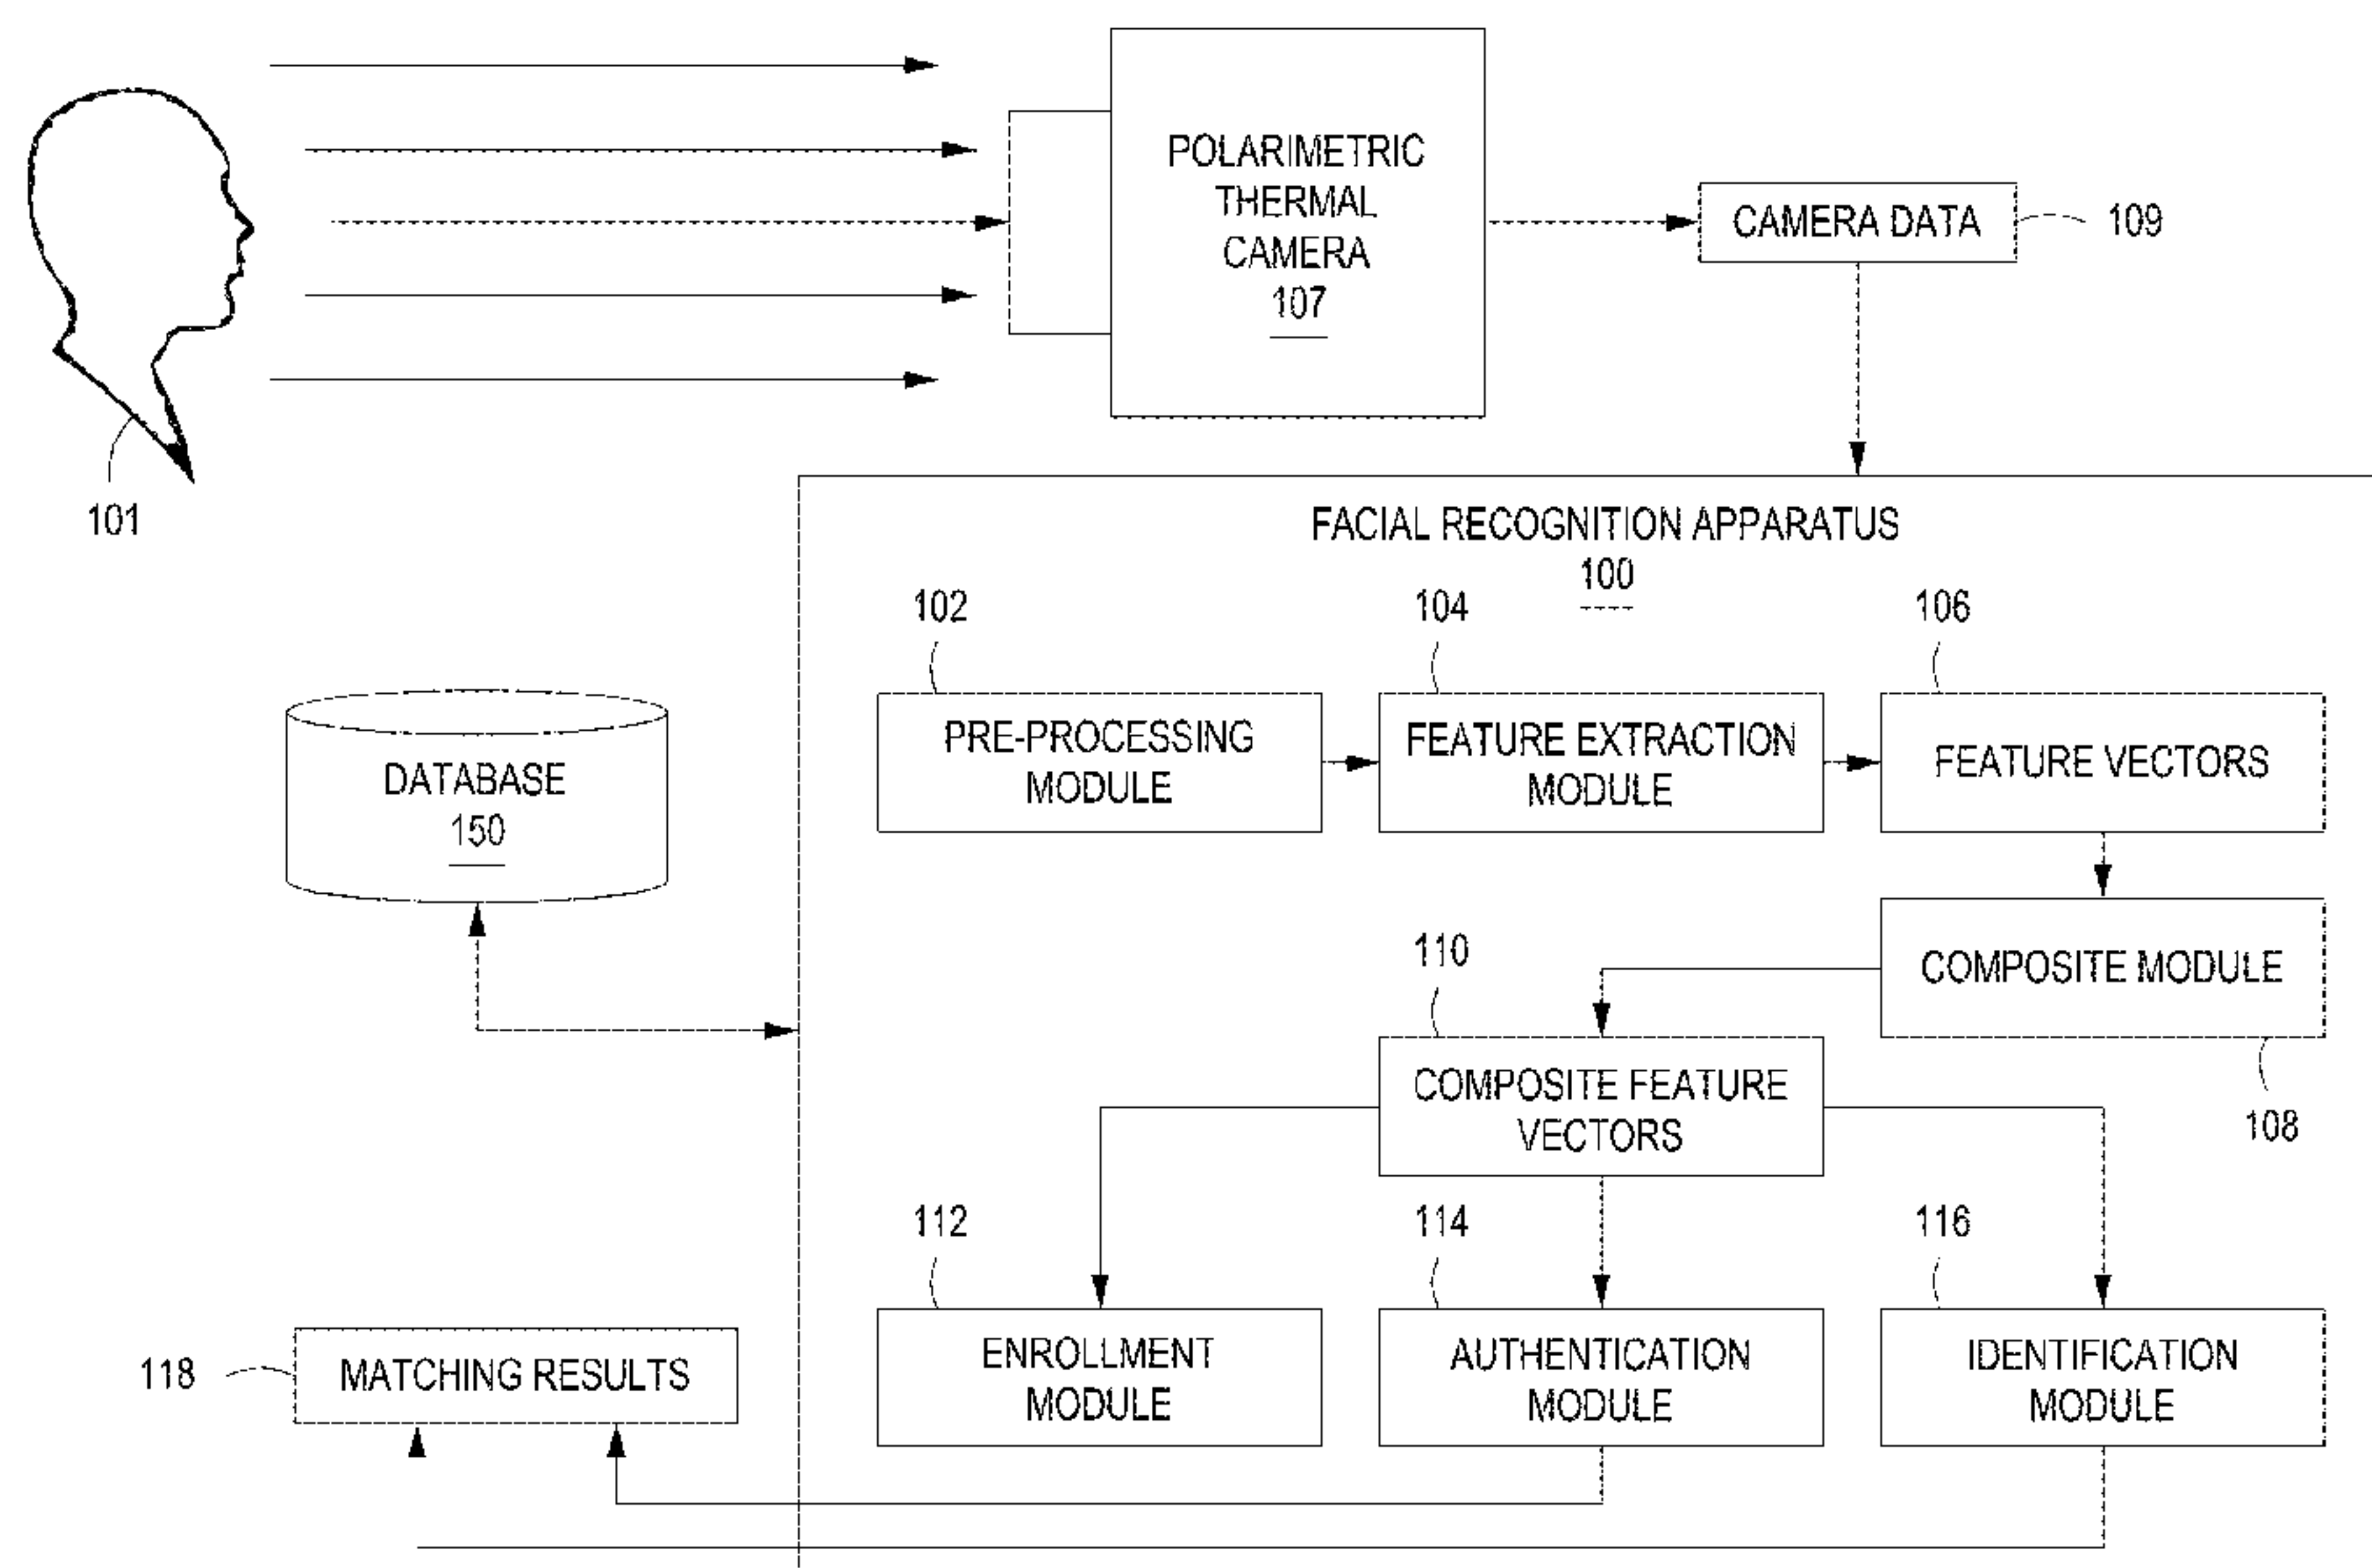 POLARIMETRIC
THERMAL
CAMERA
107
CAMERA DATA
109
101
FACIAL RECOGNITION APPARATUS
100
102
104
106
PRE-PROCESSING
MODULE
FEATURE EXTRACTION
MODULE
FEATURE VECTORS
DATABASE
150
110
COMPOSITE MODULE
108
COMPOSITE FEATURE
VECTORS
112
114
116
ENROLLMENT
MODULE
AUTHENTICATION
MODULE
IDENTIFICATION
MODULE
118
MATCHING RESULTS